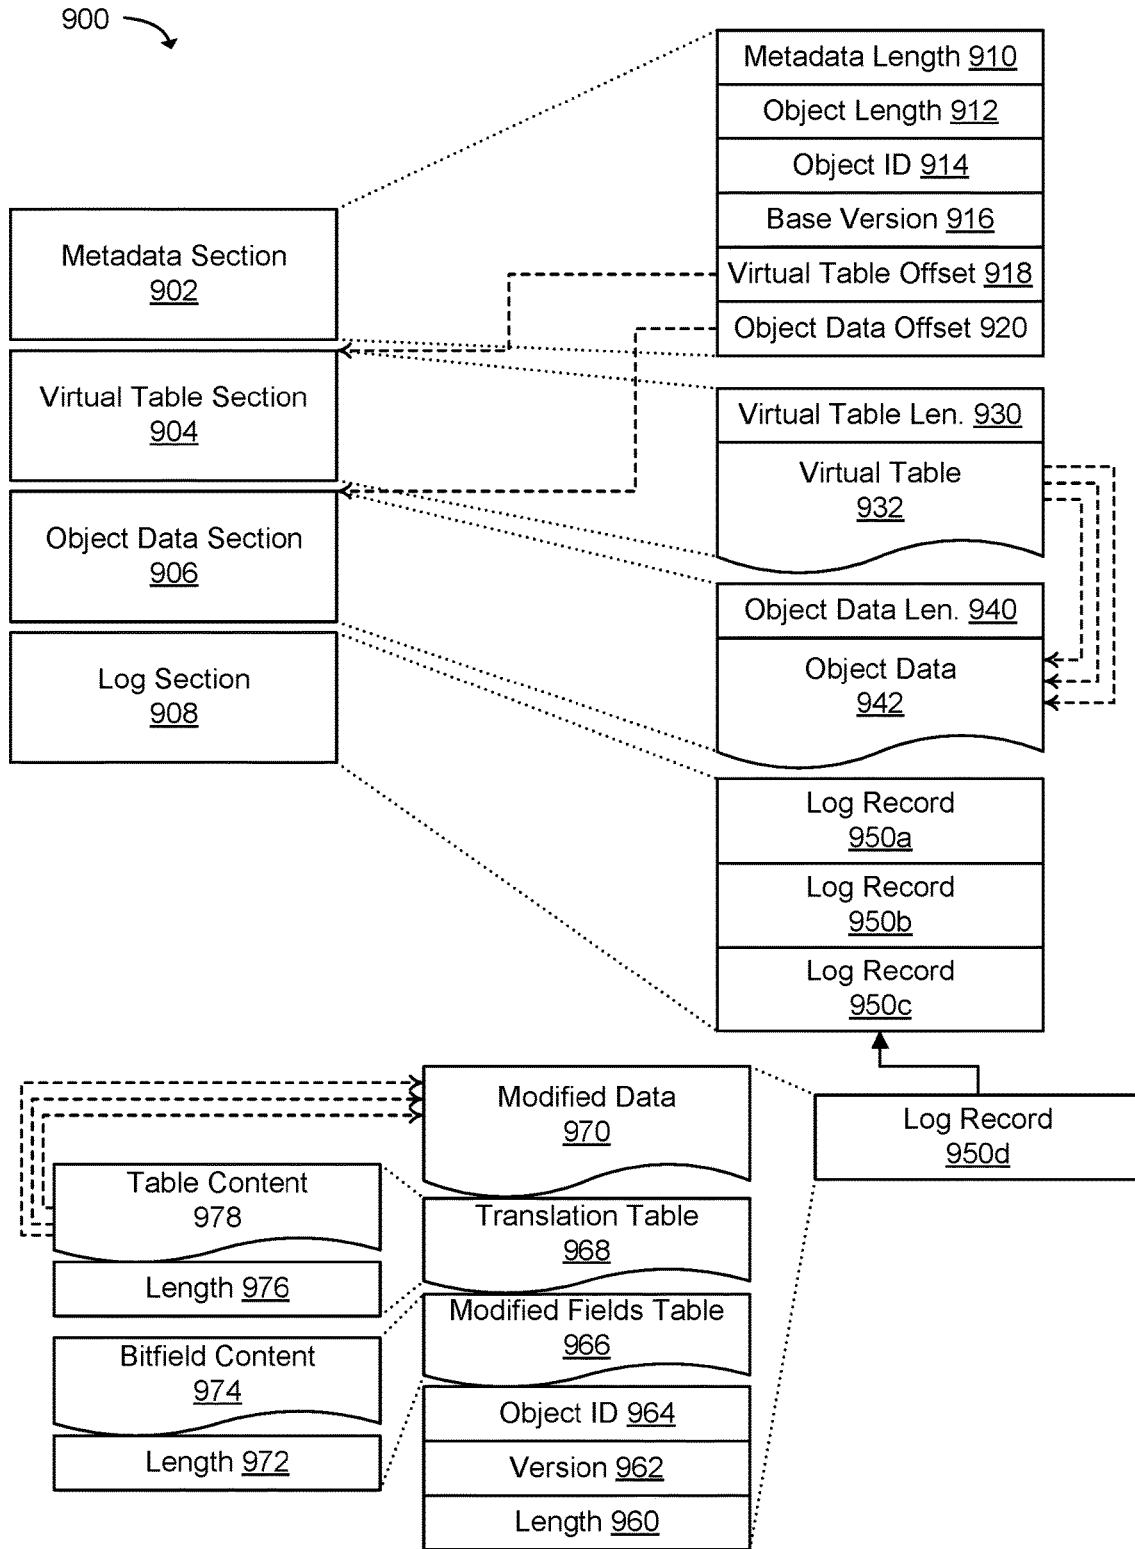 900
Metadata Length 910
Object Length 912
Object ID 914
Base Version 916
Virtual Table Offset 918
Object Data Offset 920
Metadata Section
902
Virtual Table Section
904
Object Data Section
906
Log Section
908
Virtual Table Len. 930
Virtual Table
932
Object Data Len. 940
Object Data
942
Log Record
950a
Log Record
950b
Log Record
950c
Log Record
950d
Modified Data
970
Translation Table
968
Modified Fields Table
966
Object ID 964
Version 962
Length 960
Table Content
978
Length 976
Bitfield Content
974
Length 972